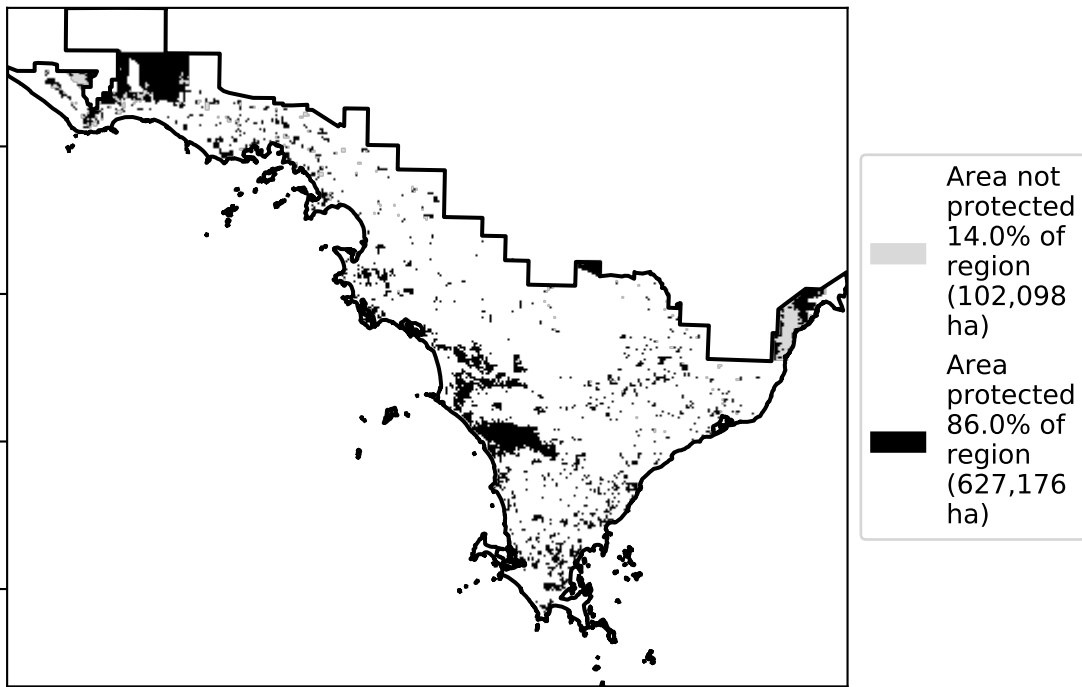 Area not
protected
14.0% of
region
(102,098
ha)
Area
protected
86.0% of
region
(627,176
ha)